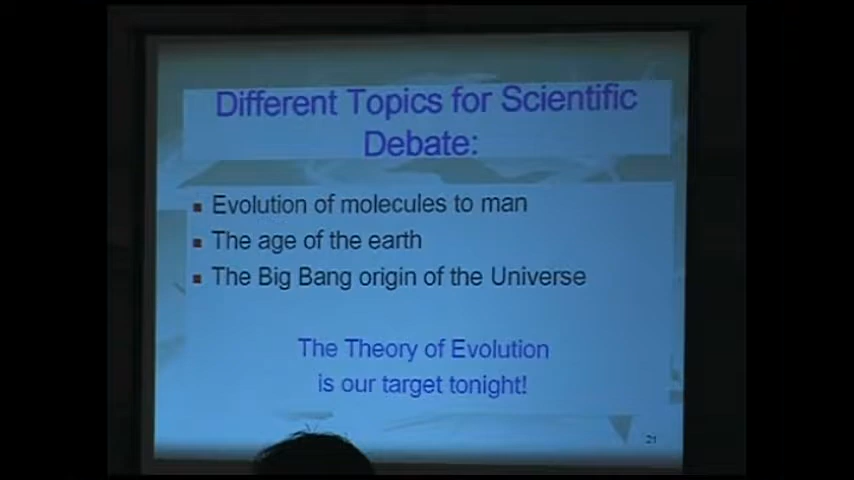 Different Topics for Scientific
Debate:
Evolution of molecules to man
The age of the earth
The Big Bang origin of the Universe
The Theory of Evolution
is our target tonight!
21